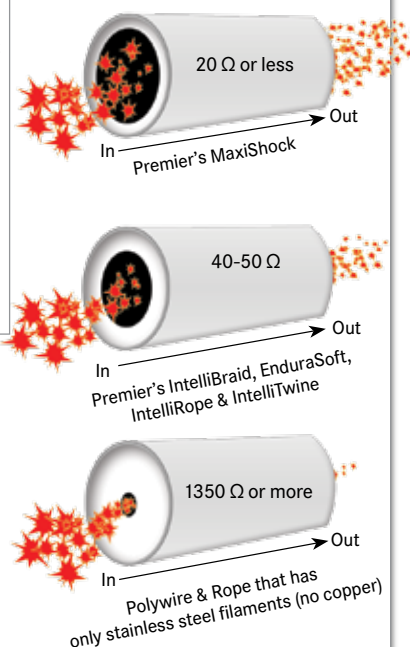 20 Ω or less
Out
In
Premier's MaxiShock
40-50 Ω
Out
In
Premier's IntelliBraid, EnduraSoft,
IntelliRope & IntelliTwine
1350 Ω or more
Out
In
Polywire & Rope that has
only stainless steel filaments (no copper)